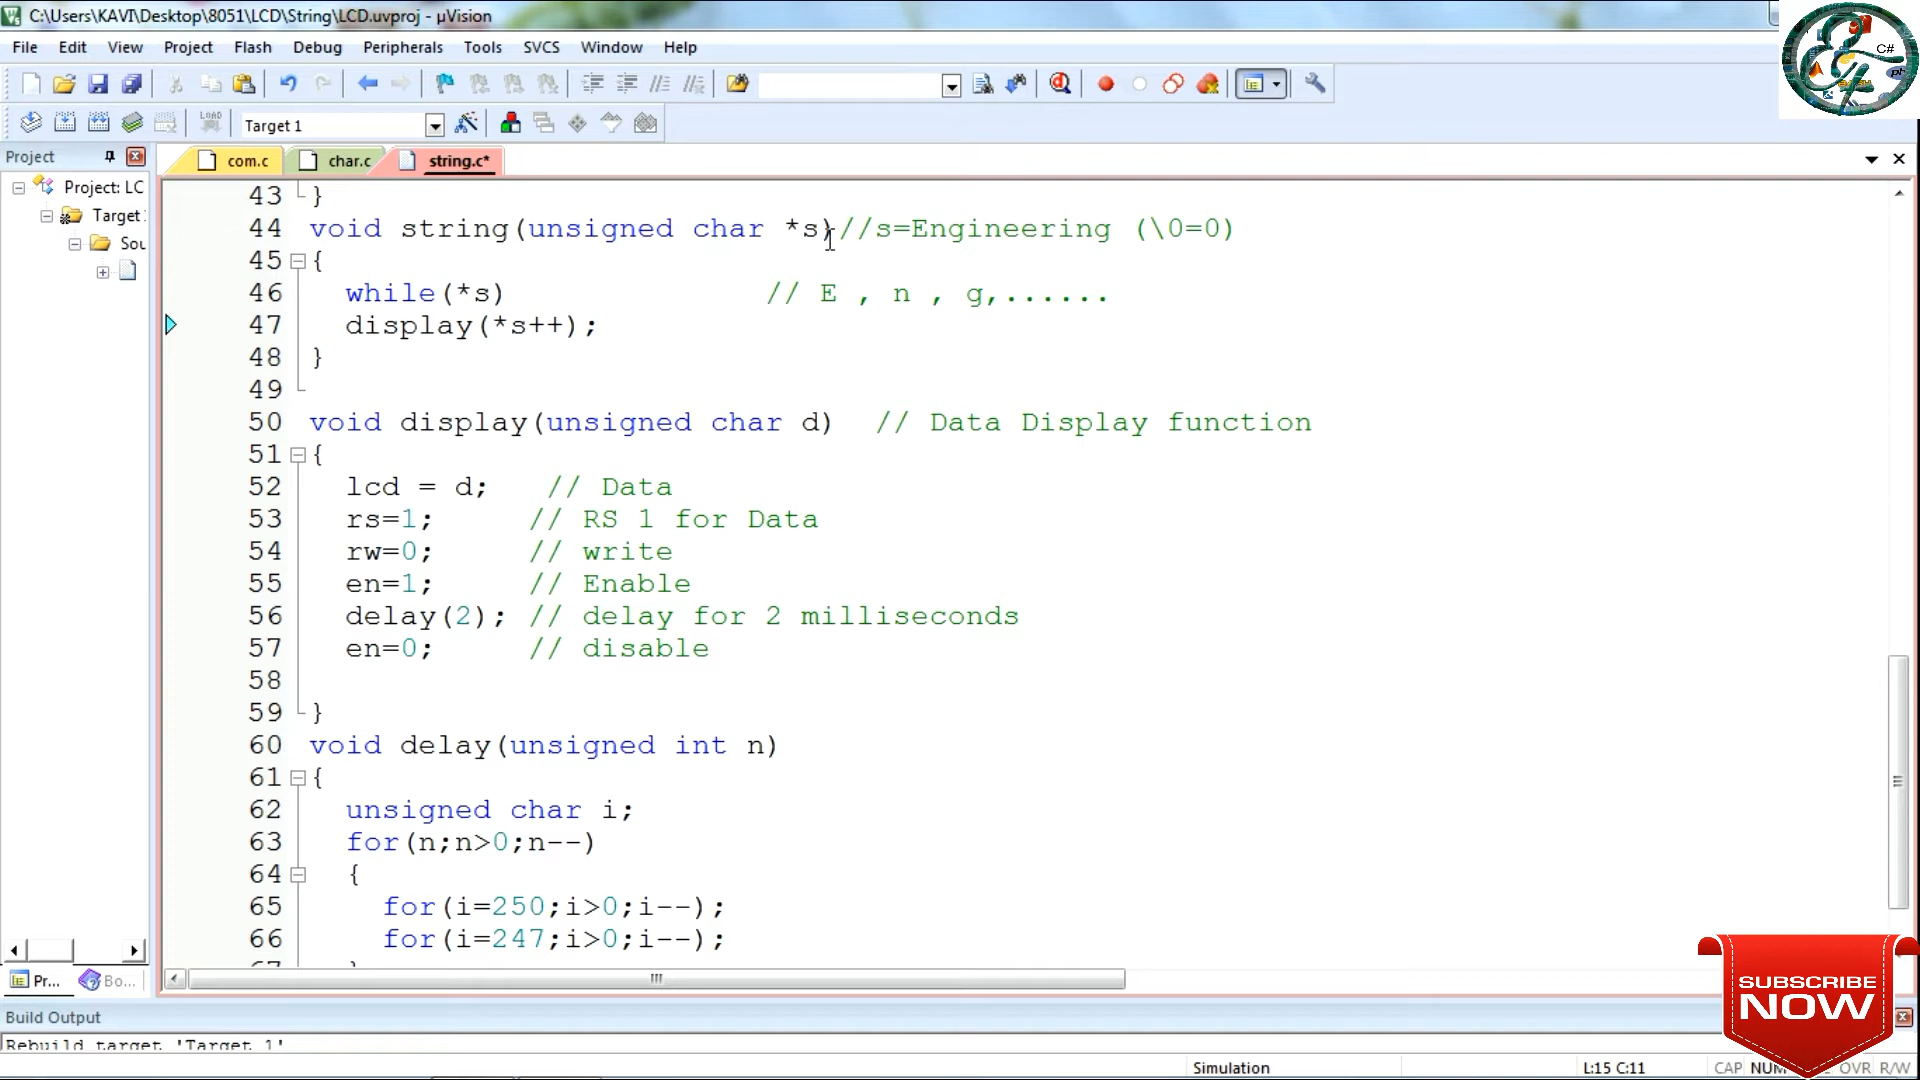 C:\Users\KAVI\Desktop\8051\LCD\String\LCD.uvproj - µVision
File Edit View Project Flash Debug Peripherals Tools SVCS Window Help
C#
LOAD
Target 1
Project
com.c char.c string.c*
Project: LC
Target
Sou
43 }
44 void string(unsigned char *s)//s=Engineering (\0=0)
45 {
46 while(*s) // E , n , g,......
47 display(*s++);
48 }
49
50 void display(unsigned char d) // Data Display function
51 {
52 lcd = d; // Data
53 rs=1; // RS 1 for Data
54 rw=0; // write
55 en=1; // Enable
56 delay(2); // delay for 2 milliseconds
57 en=0; // disable
58
59 }
60 void delay(unsigned int n)
61 {
62 unsigned char i;
63 for(n;n>0;n--)
64 {
65 for(i=250;i>0;i--);
66 for(i=247;i>0;i--);
67 }
Pr... Bo...
SUBSCRIBE
NOW
Build Output
Rebuild target 'Target 1'
Simulation L:15 C:11 CAP NUM OVR R/W